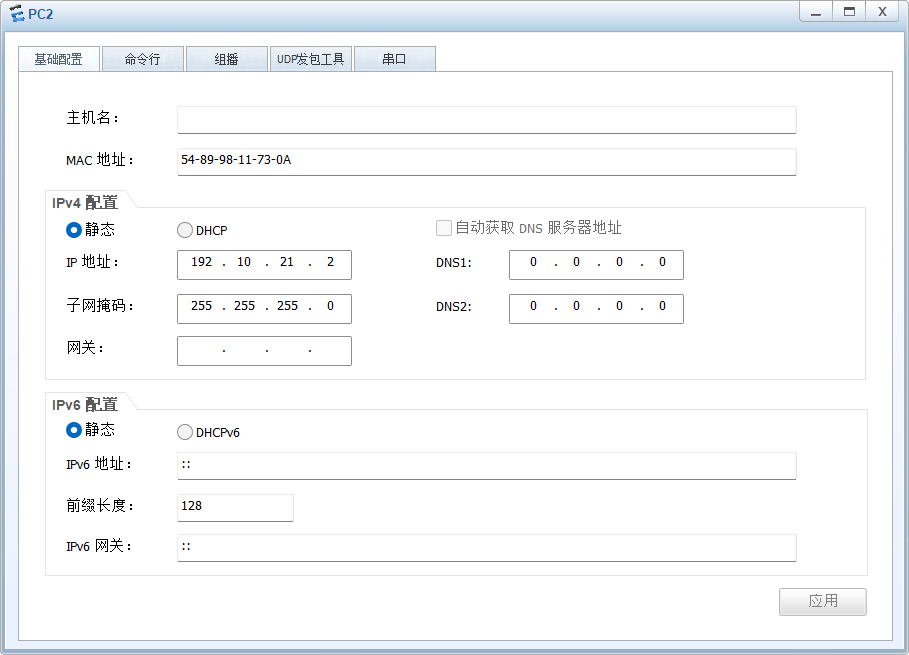 PC2
基础配置 命令行 组播 UDP发包工具 串口
主机名：
MAC 地址： 54-89-98-11-73-0A
IPv4 配置
静态 DHCP 自动获取 DNS 服务器地址
IP 地址： 192 . 10 . 21 . 2 DNS1: 0 . 0 . 0 . 0
子网掩码： 255 . 255 . 255 . 0 DNS2: 0 . 0 . 0 . 0
网关： . . .
IPv6 配置
静态 DHCPv6
IPv6 地址： ::
前缀长度： 128
IPv6 网关： ::
应用